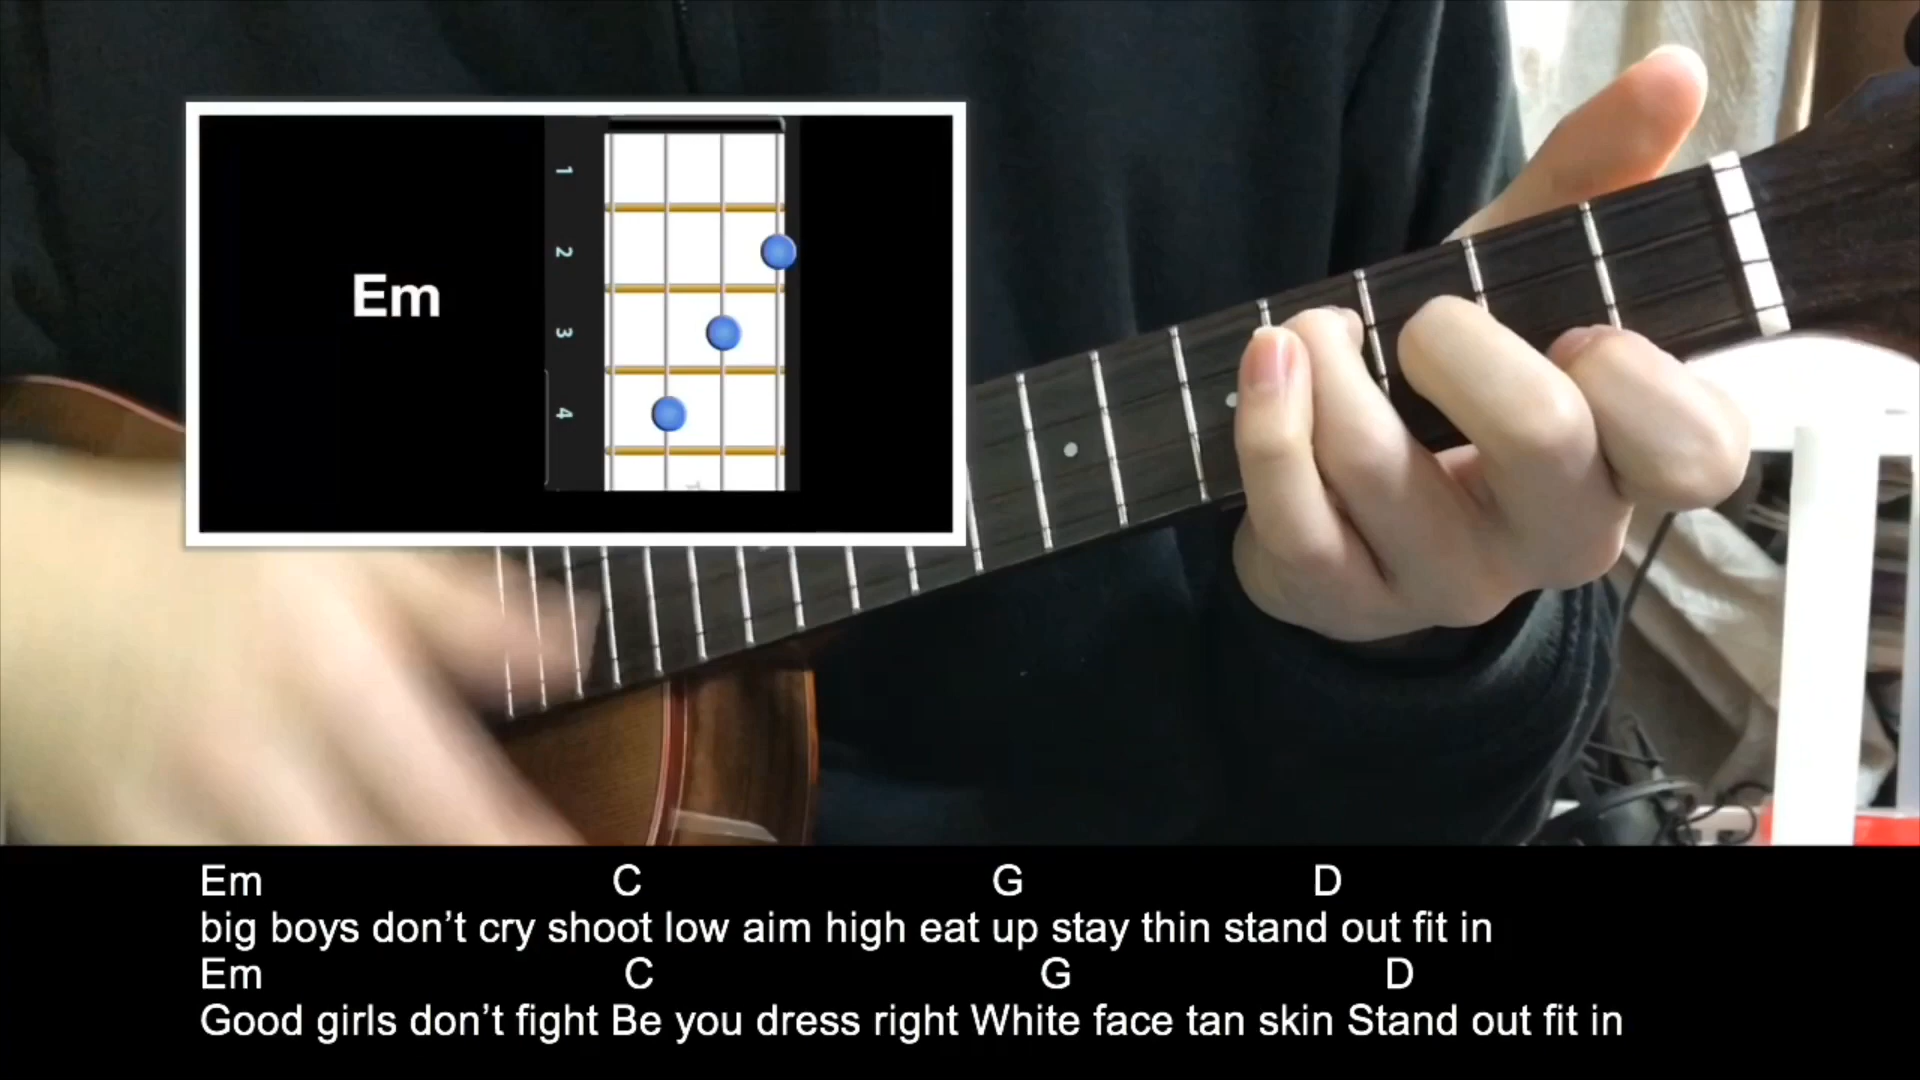 Em
1
2
3
4
Em C G D
big boys don’t cry shoot low aim high eat up stay thin stand out fit in
Em C G D
Good girls don’t fight Be you dress right White face tan skin Stand out fit in